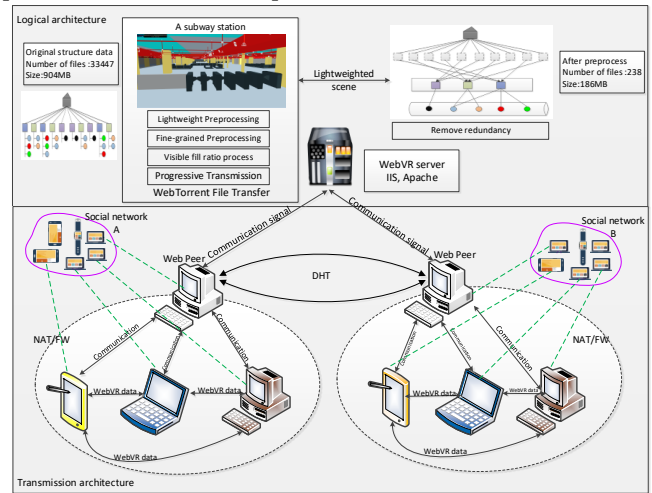 Logical architecture
A subway station
Original structure data
Number of files :33447
Size:904MB
Lightweighted
scene
After preprocess
Number of files :238
Size:186MB
Lightweight Preprocessing
Fine-grained Preprocessing
Visible fill ratio process
Progressive Transmission
WebTorrent File Transfer
Remove redundancy
WebVR server
IIS, Apache
Social network
A
Communication signal
Communication signal
Social network
B
Web Peer
Web Peer
DHT
NAT/FW
Communication
Communication
Communication
WebVR data
WebVR data
WebVR data
NAT/FW
Communication
Communication
Communication
WebVR data
WebVR data
WebVR data
Transmission architecture